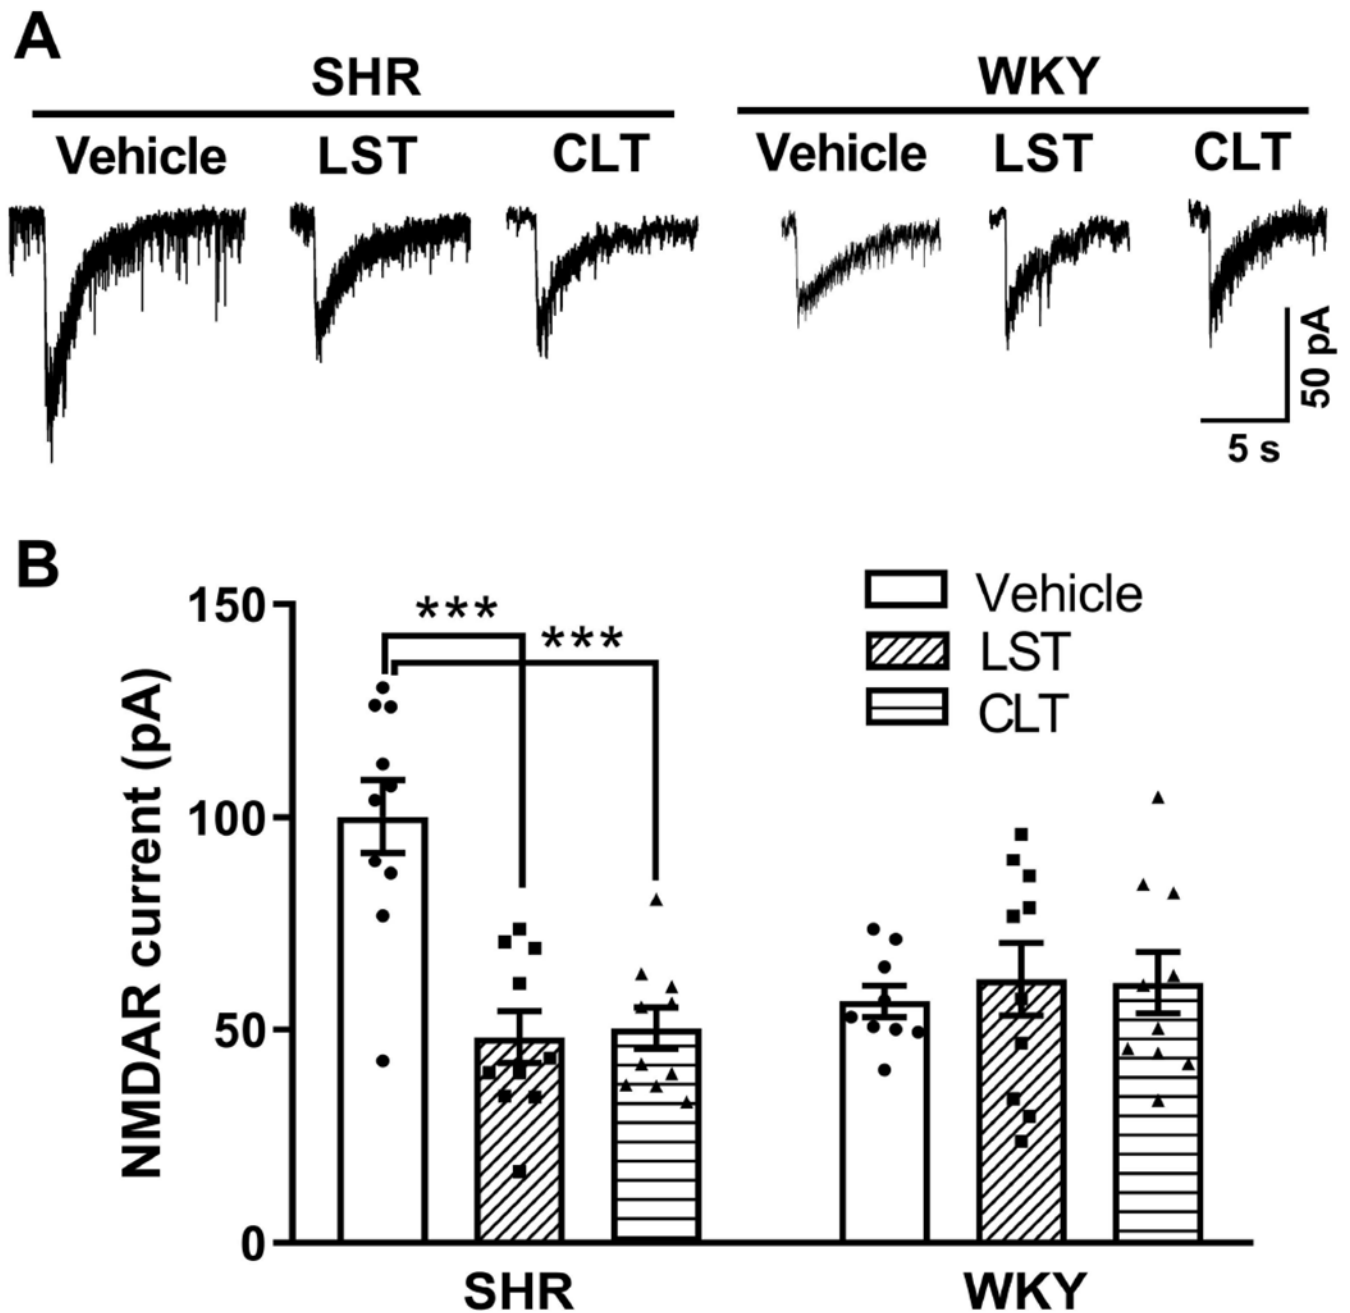 A
SHR
WKY
Vehicle LST CLT Vehicle LST CLT
50 pA
5 s
B
NMDAR current (pA)
150
100
50
0
***
***
Vehicle
LST
CLT
SHR
WKY